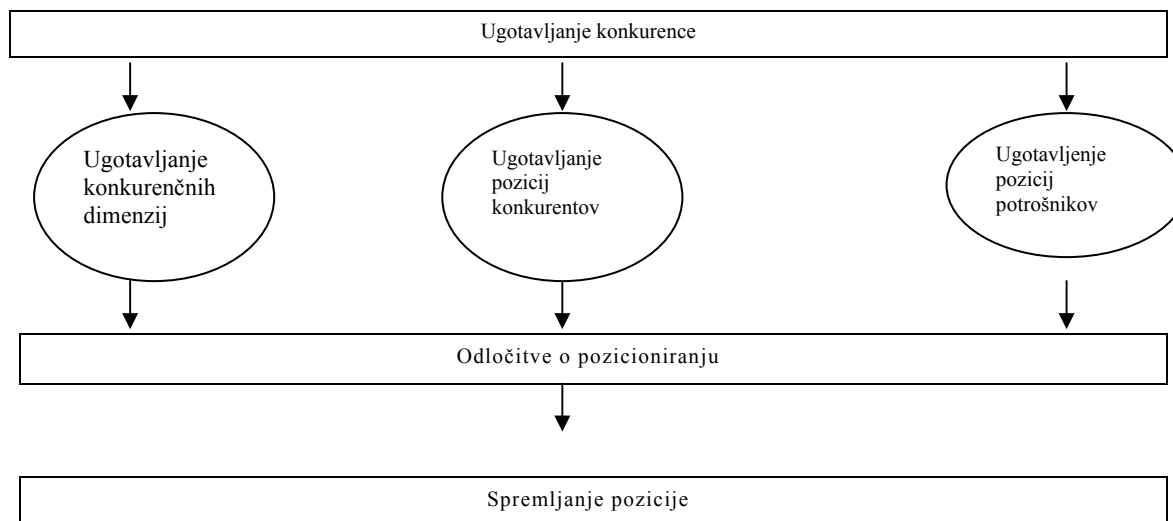 Ugotavljanje konkurence
Ugotavljanje
konkurenčnih
dimenzij
Ugotavljanje
pozicij
konkurentov
Ugotavljenje
pozicij
potrošnikov
Odločitve o pozicioniranju
Spremljanje pozicije